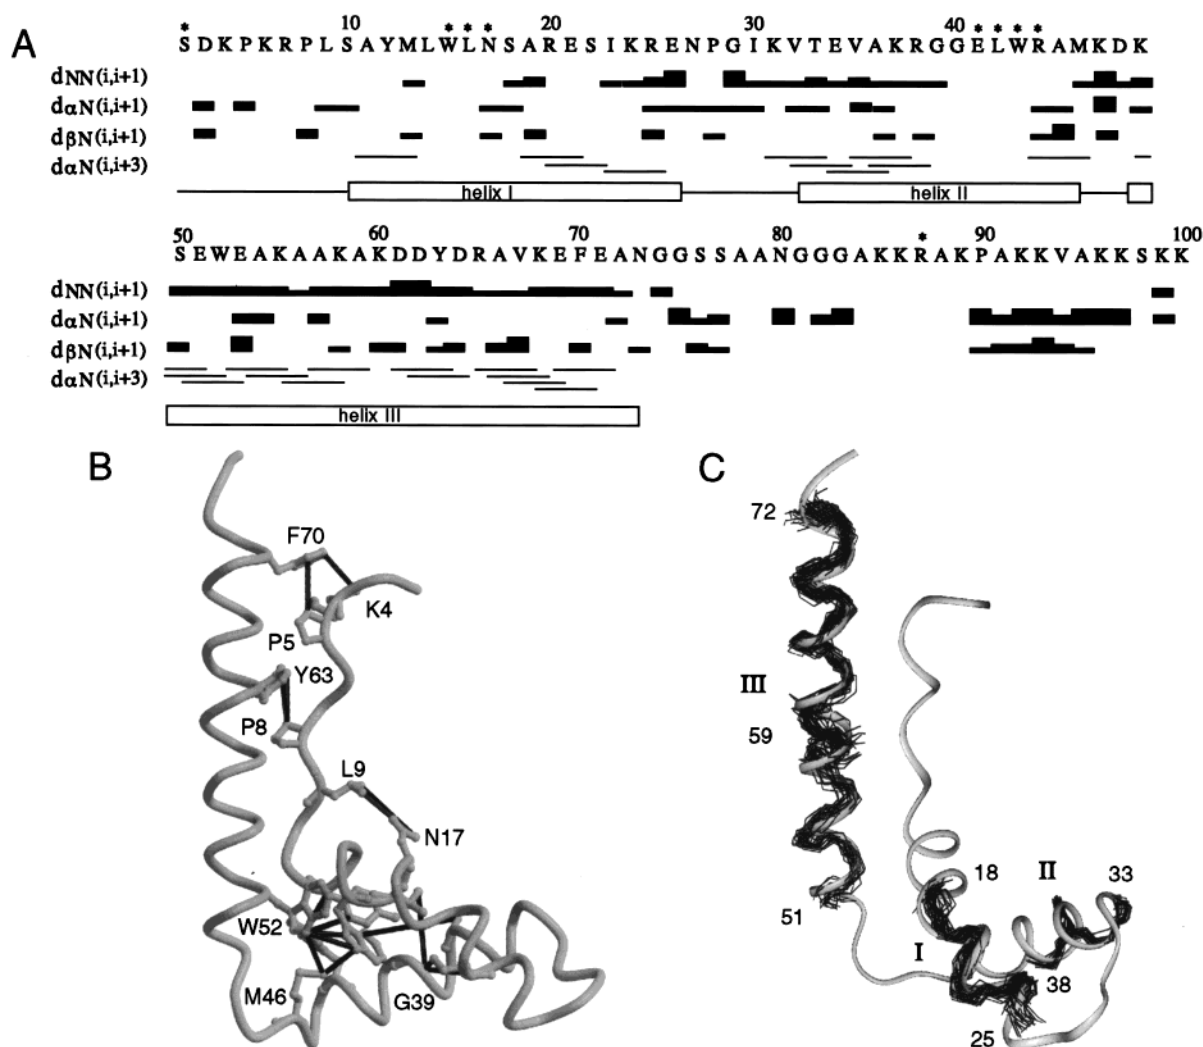 A
10 20 30 40
* * * * * * * *
S D K P K R P L S A Y M L W L N S A R E S I K R E N P G I K V T E V A K R G G E L W R A M K D K
dNN(i,i+1)
dαN(i,i+1)
dβN(i,i+1)
dαN(i,i+3)
helix I helix II
50 60 70 80 90 100
*
S E W E A K A A K A K D D Y D R A V K E F E A N G G S S A A N G G G A K K R A K P A K K V A K K S K K
dNN(i,i+1)
dαN(i,i+1)
dβN(i,i+1)
dαN(i,i+3)
helix III
B
F70
K4
P5
Y63
P8
L9
N17
W52
M46
G39
C
72
III
59
51
18
II
33
I
38
25